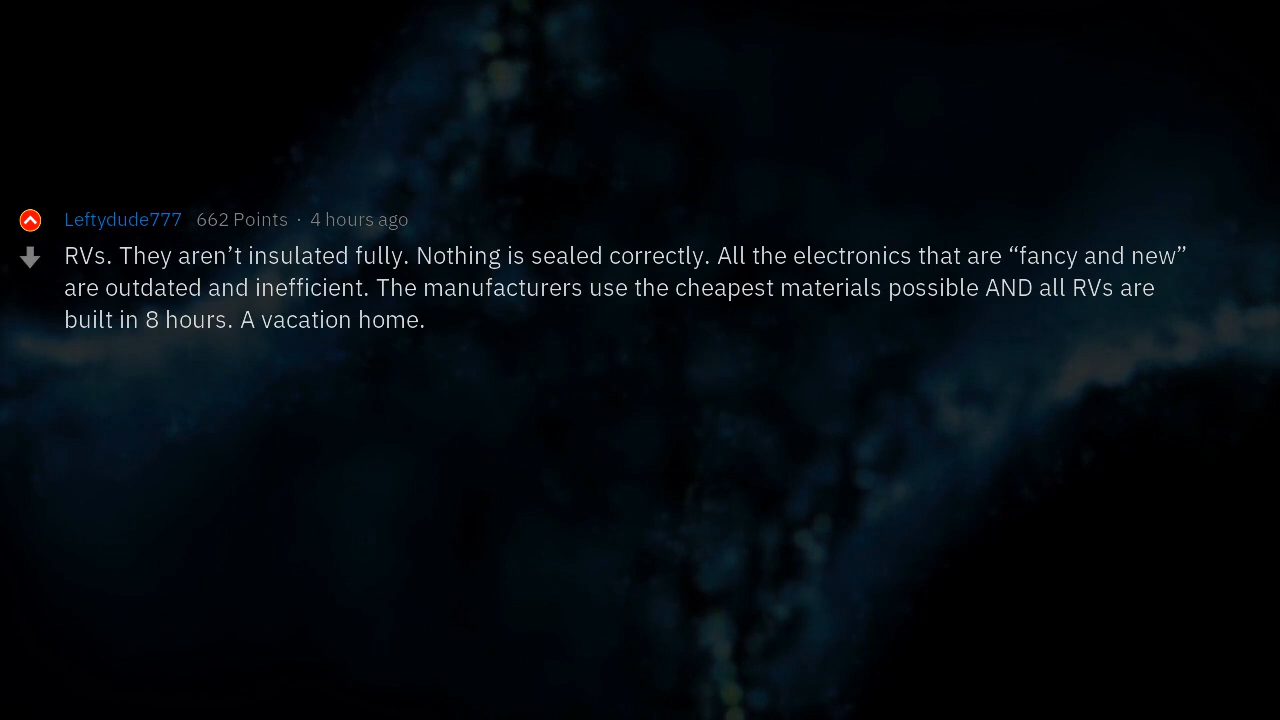 Leftydude777 662 Points · 4 hours ago
RVs. They aren’t insulated fully. Nothing is sealed correctly. All the electronics that are “fancy and new”
are outdated and inefficient. The manufacturers use the cheapest materials possible AND all RVs are
built in 8 hours. A vacation home.